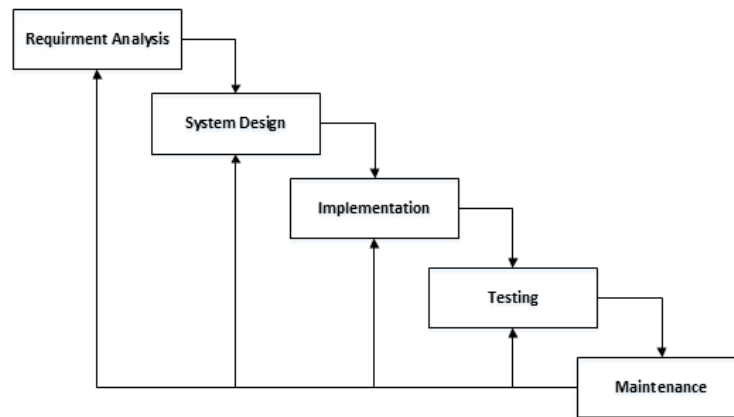 Requirment Analysis
System Design
Implementation
Testing
Maintenance